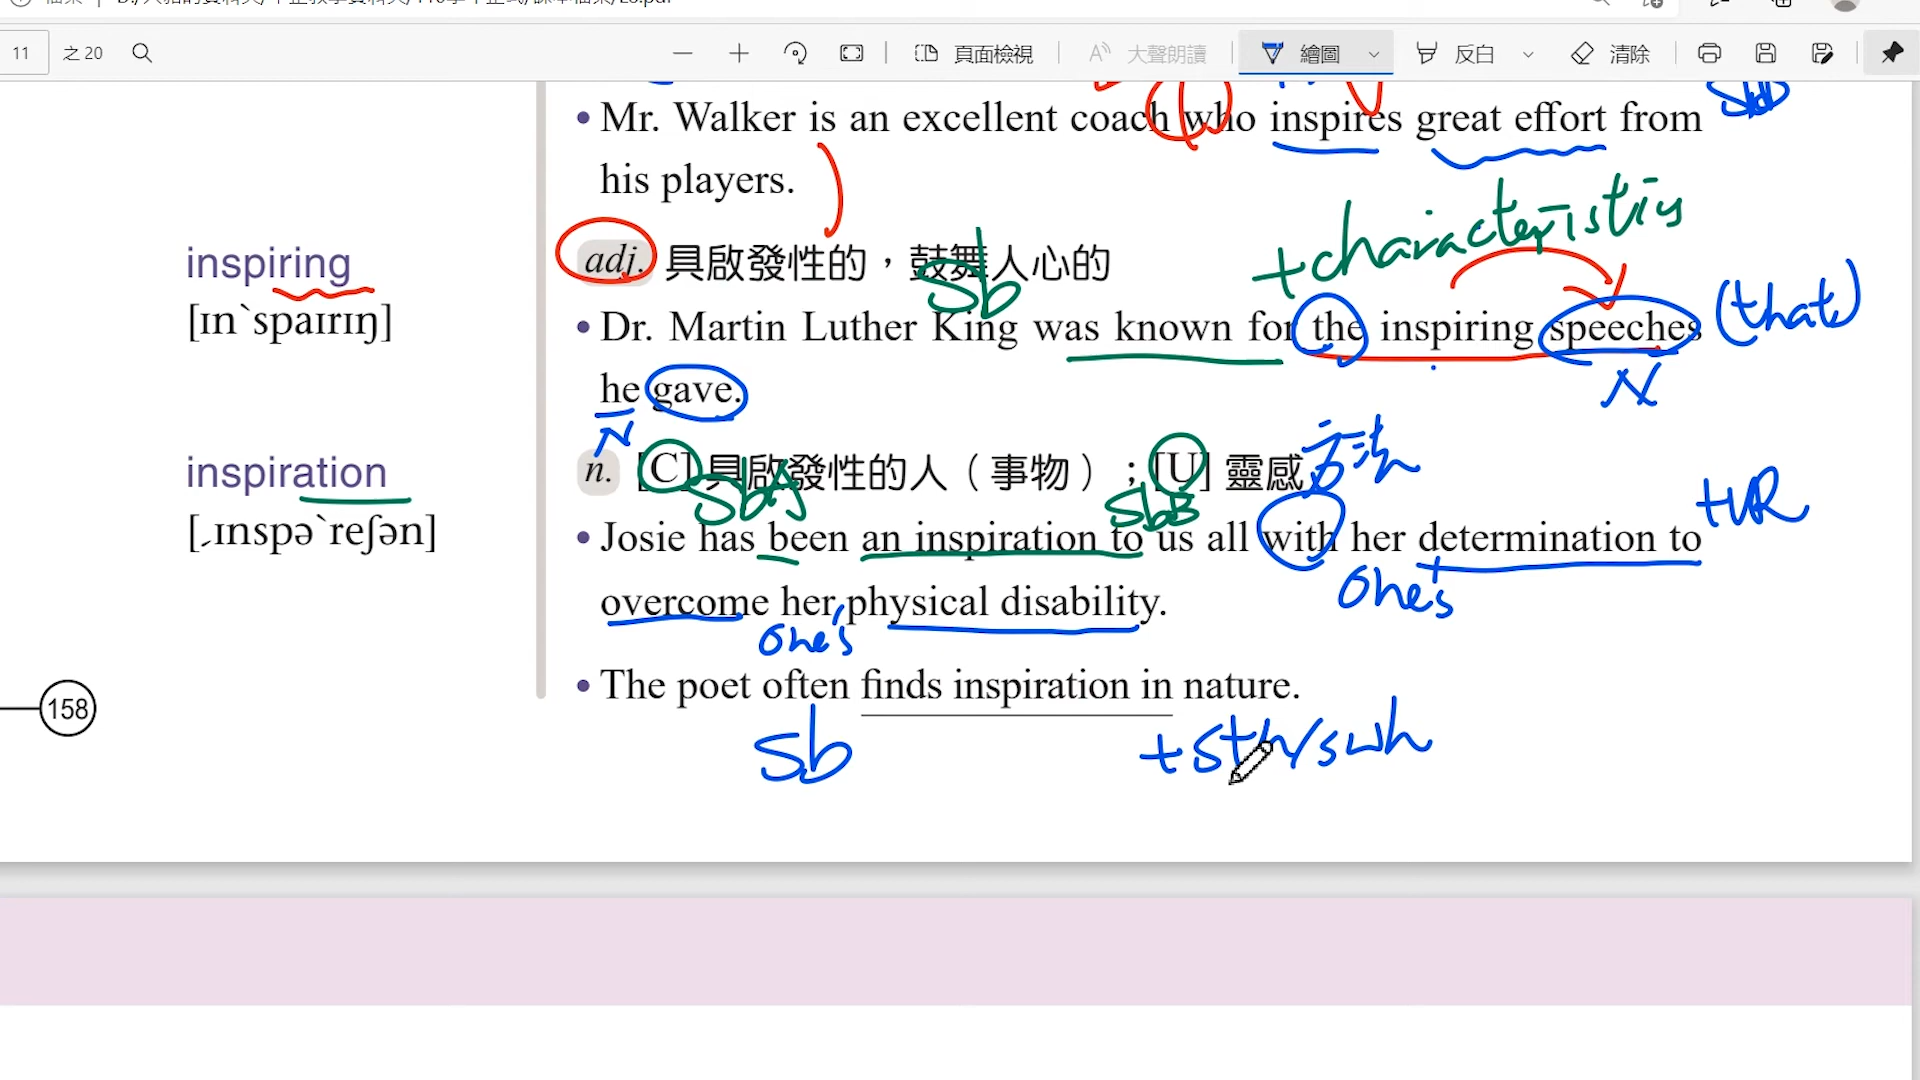 11 之 20 頁面檢視 大聲朗讀 繪圖 反白 清除
sb
• Mr. Walker is an excellent coach who inspires great effort from
his players.
+characteristics
inspiring adj. 具啟發性的,鼓舞人心的
sb
[ɪnˋspaɪrɪŋ] • Dr. Martin Luther King was known for the inspiring speeches (that)
he gave.
N
N
方法
inspiration n. [C] 具啟發性的人(事物);[U] 靈感
sbA sbB +VR
[͵ɪnspəˋreʃən] • Josie has been an inspiration to us all with her determination to
one's
overcome her physical disability.
one's
• The poet often finds inspiration in nature.
158
sb +sth/swh